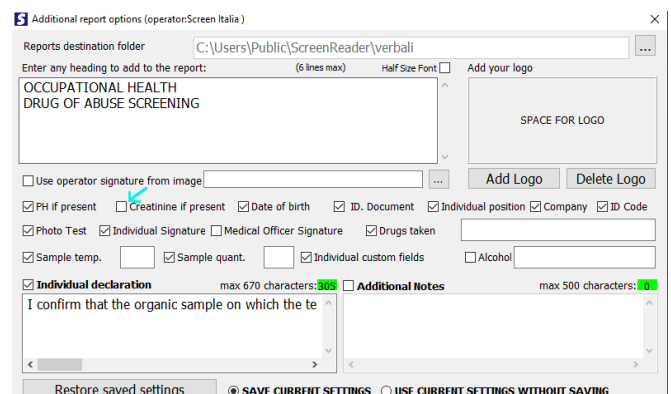 Additional report options (operator:Screen Italia )
Reports destination folder C:\Users\Public\ScreenReader\verbali ...
Enter any heading to add to the report: (6 lines max) Half Size Font Add your logo
OCCUPATIONAL HEALTH
DRUG OF ABUSE SCREENING
SPACE FOR LOGO
Use operator signature from image ... Add Logo Delete Logo
PH if present Creatinine if present Date of birth ID. Document Individual position Company ID Code
Photo Test Individual Signature Medical Officer Signature Drugs taken
Sample temp. Sample quant. Individual custom fields Alcohol
Individual declaration max 670 characters: 305 Additional Notes max 500 characters: 0
I confirm that the organic sample on which the te
Restore saved settings SAVE CURRENT SETTINGS USE CURRENT SETTINGS WITHOUT SAVING